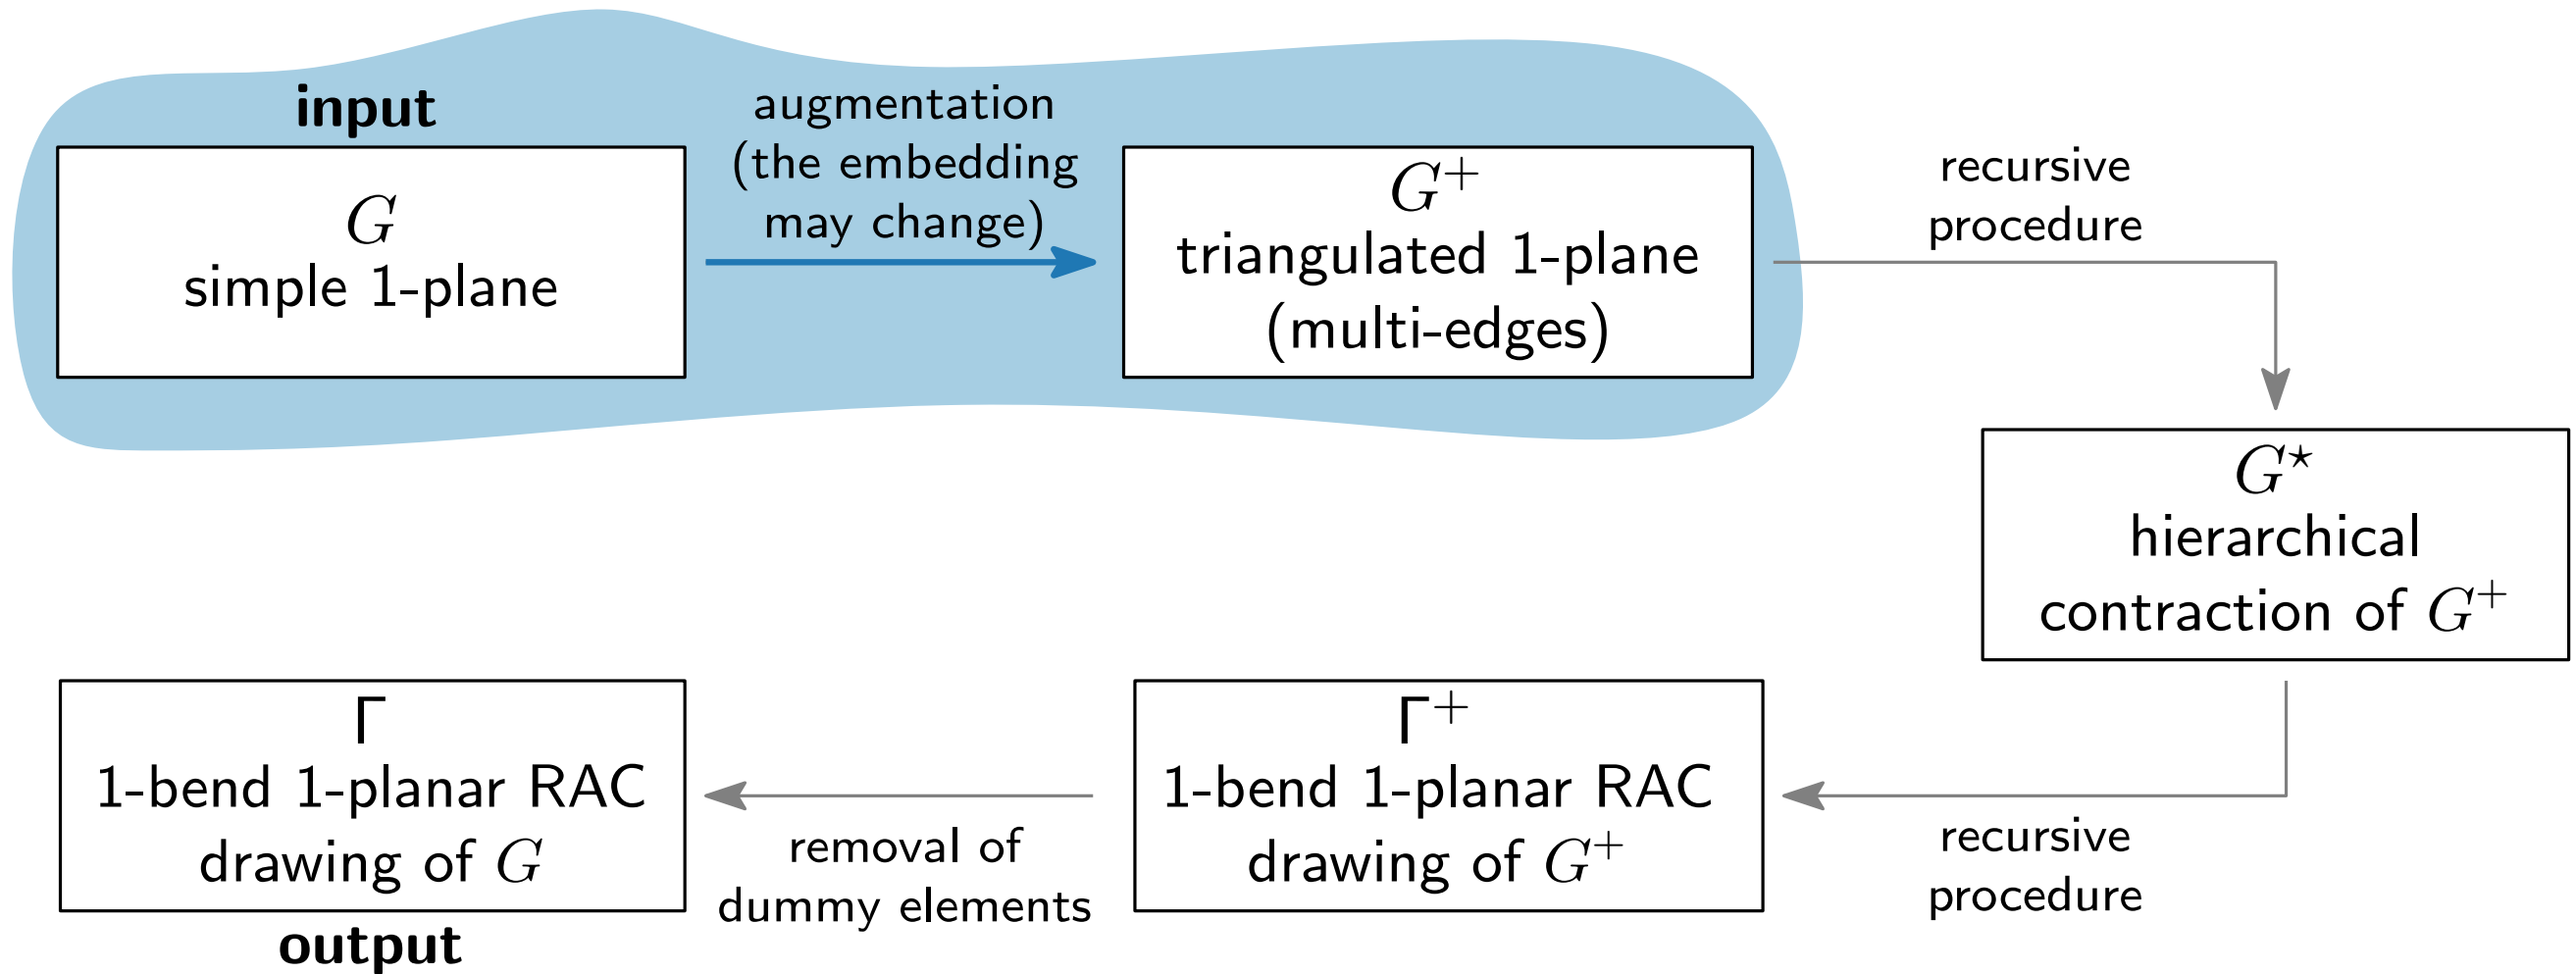 input
G
simple 1-plane
augmentation
(the embedding
may change)
G⁺
triangulated 1-plane
(multi-edges)
recursive
procedure
G⋆
hierarchical
contraction of G⁺
recursive
procedure
Γ⁺
1-bend 1-planar RAC
drawing of G⁺
removal of
dummy elements
Γ
1-bend 1-planar RAC
drawing of G
output